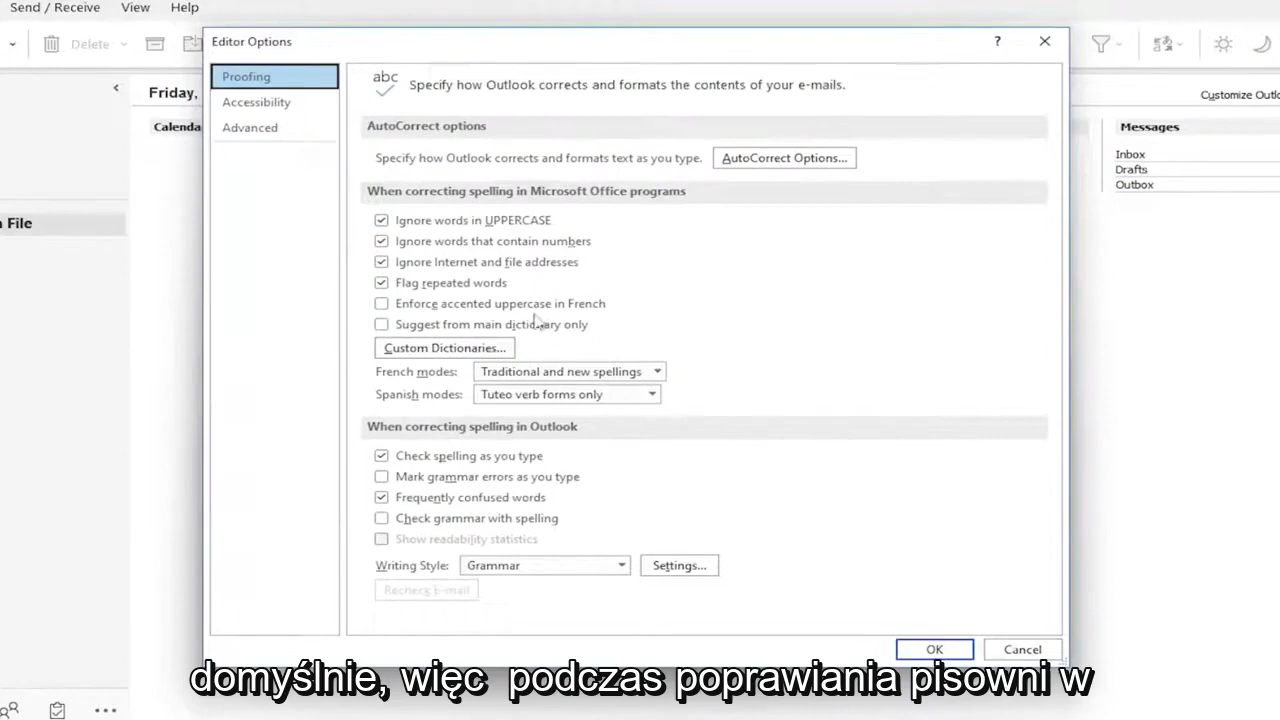 Send / Receive View Help
Editor Options ?
Delete
Proofing
Accessibility
Advanced
abc
Specify how Outlook corrects and formats the contents of your e-mails.
Friday,
Customize Outlo
Calenda
Messages
Inbox
Drafts
Outbox
File
AutoCorrect options
Specify how Outlook corrects and formats text as you type. AutoCorrect Options...
When correcting spelling in Microsoft Office programs
Ignore words in UPPERCASE
Ignore words that contain numbers
Ignore Internet and file addresses
Flag repeated words
Enforce accented uppercase in French
Suggest from main dictionary only
Custom Dictionaries...
French modes: Traditional and new spellings
Spanish modes: Tuteo verb forms only
When correcting spelling in Outlook
Check spelling as you type
Mark grammar errors as you type
Frequently confused words
Check grammar with spelling
Show readability statistics
Writing Style: Grammar Settings...
Recheck E-mail
OK Cancel
domyślnie, więc podczas poprawiania pisowni w